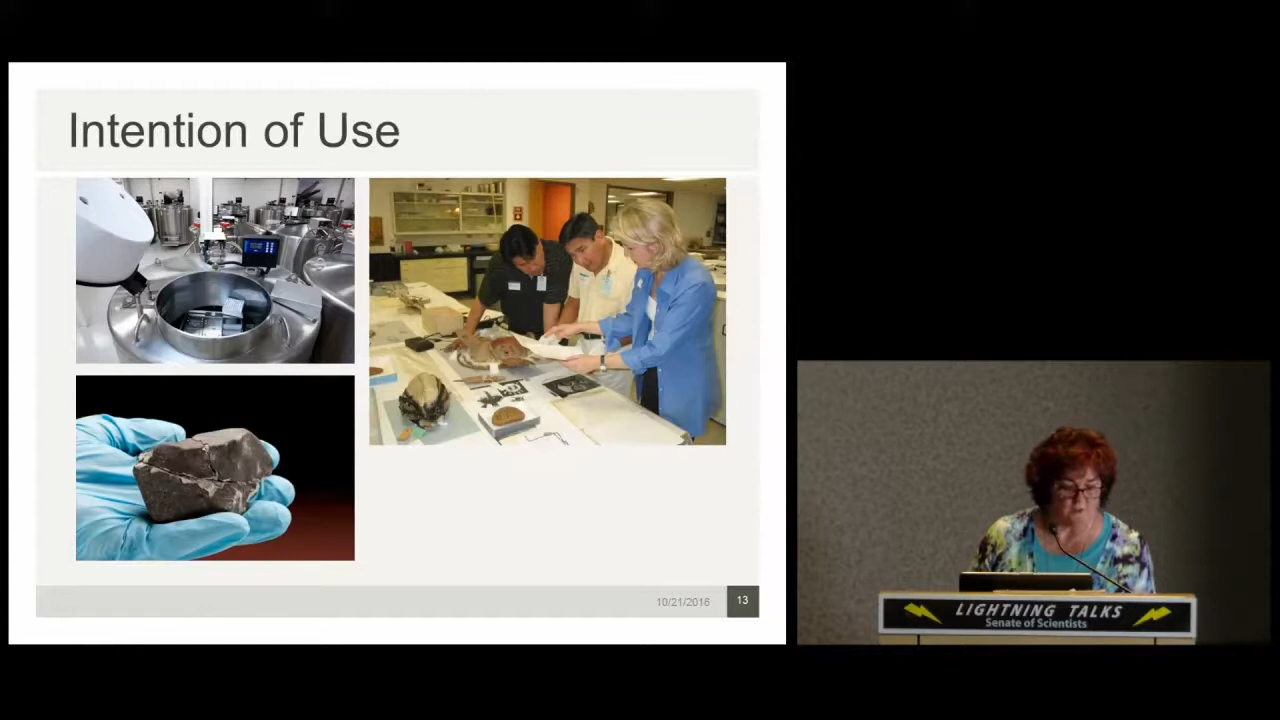 Intention of Use
10/21/2016
13
LIGHTNING TALKS
Senate of Scientists